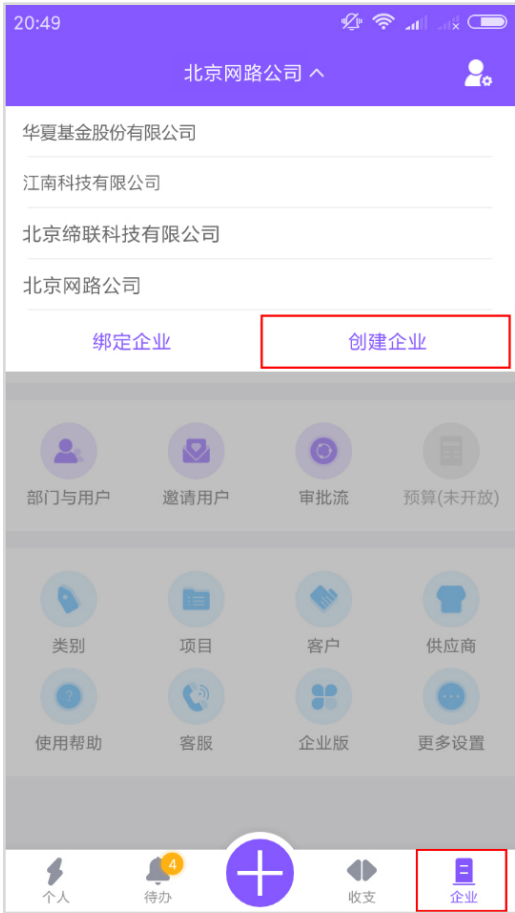 20:49
北京网路公司
华夏基金股份有限公司
江南科技有限公司
北京缔联科技有限公司
北京网路公司
绑定企业 创建企业
部门与用户 邀请用户 审批流 预算(未开放)
类别 项目 客户 供应商
使用帮助 客服 企业版 更多设置
4
个人 待办 收支 企业